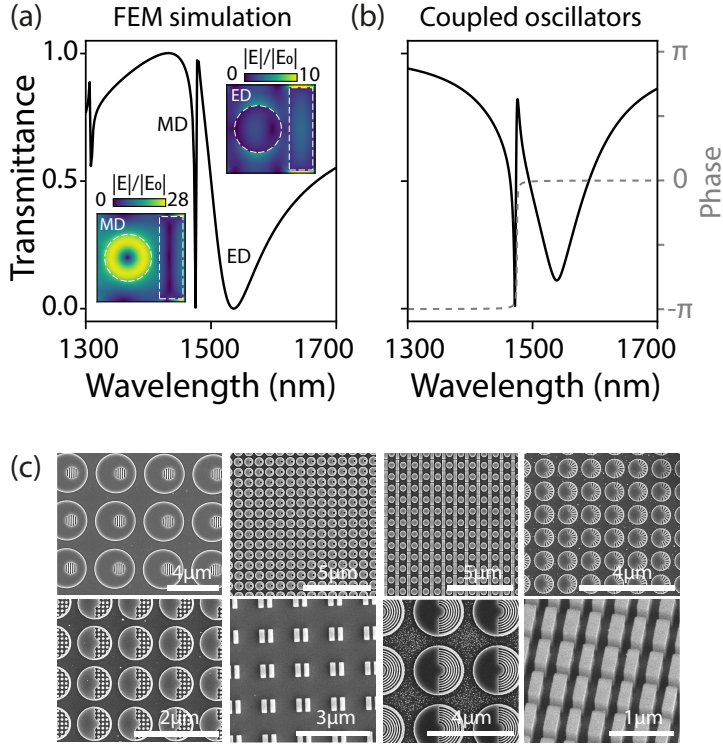 (a)
FEM simulation
(b)
Coupled oscillators
Transmittance
1.0
0.5
0.0
|E|/|E₀|
0
10
ED
MD
|E|/|E₀|
0
28
MD
ED
1300
1500
1700
Wavelength (nm)
π
0
-π
Phase
1300
1500
1700
Wavelength (nm)
(c)
4μm
5μm
5μm
4μm
2μm
3μm
4μm
1μm